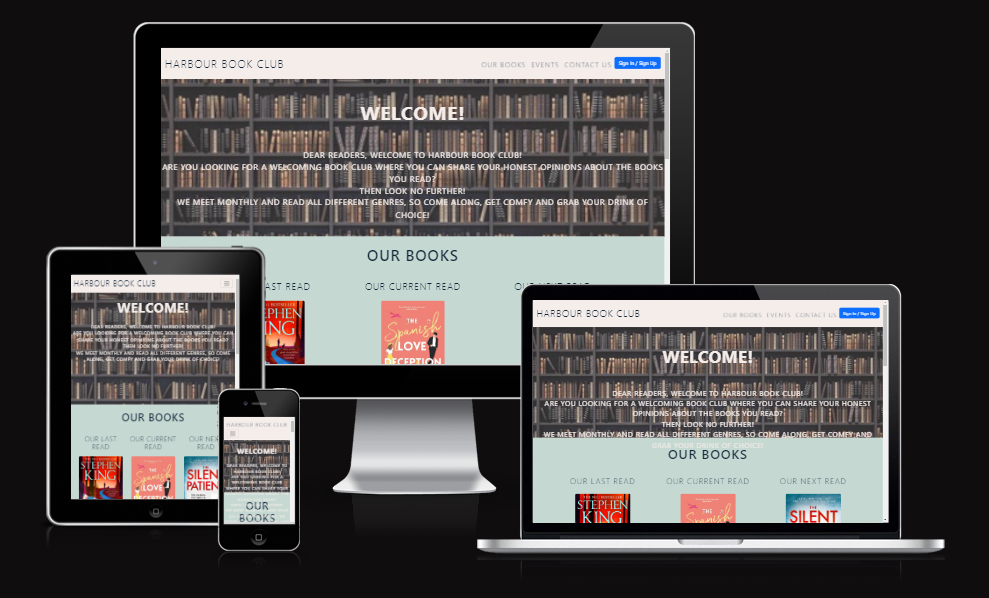 HARBOUR BOOK CLUB
OUR BOOKS EVENTS CONTACT US Sign In / Sign Up
WELCOME!
DEAR READERS, WELCOME TO HARBOUR BOOK CLUB!
ARE YOU LOOKING FOR A WELCOMING BOOK CLUB WHERE YOU CAN SHARE YOUR HONEST OPINIONS ABOUT THE BOOKS
YOU READ?
THEN LOOK NO FURTHER!
WE MEET MONTHLY AND READ ALL DIFFERENT GENRES, SO COME ALONG, GET COMFY AND GRAB YOUR DRINK OF
CHOICE!
OUR BOOKS
AST READ
OUR CURRENT READ
KING
THE
Spanish
LOVE
DECEPTION
HARBOUR BOOK CLUB
WELCOME!
DEAR READERS, WELCOME TO HARBOUR BOOK CLUB!
ARE YOU LOOKING FOR A WELCOMING BOOK CLUB WHERE YOU CAN
SHARE YOUR HONEST OPINIONS ABOUT THE BOOKS YOU READ?
THEN LOOK NO FURTHER!
WE MEET MONTHLY AND READ ALL DIFFERENT GENRES, SO COME
ALONG, GET COMFY AND GRAB YOUR DRINK OF CHOICE!
OUR BOOKS
OUR LAST
READ
OUR CURRENT
READ
OUR NEX
READ
STEPHEN
KING
THE
Spanish
LOVE
DECEPTION
THE
SILEN
PATIEN
HARBOUR BOOK CLUB
WELCOME!
DEAR READERS, WELCOME TO
HARBOUR BOOK CLUB!
ARE YOU LOOKING FOR A
WELCOMING BOOK CLUB WHERE
YOU CAN SHARE YOUR HONEST
OUR
BOOKS
HARBOUR BOOK CLUB
OUR BOOKS EVENTS CONTACT US Sign In / Sign Up
WELCOME!
DEAR READERS, WELCOME TO HARBOUR BOOK CLUB!
ARE YOU LOOKING FOR A WELCOMING BOOK CLUB WHERE YOU CAN SHARE YOUR HONEST
OPINIONS ABOUT THE BOOKS YOU READ?
THEN LOOK NO FURTHER!
WE MEET MONTHLY AND READ ALL DIFFERENT GENRES, SO COME ALONG, GET COMFY AND
GRAB YOUR DRINK OF CHOICE!
OUR BOOKS
OUR LAST READ
OUR CURRENT READ
OUR NEXT READ
STEPHEN
KING
THE
Spanish
THE
SILENT